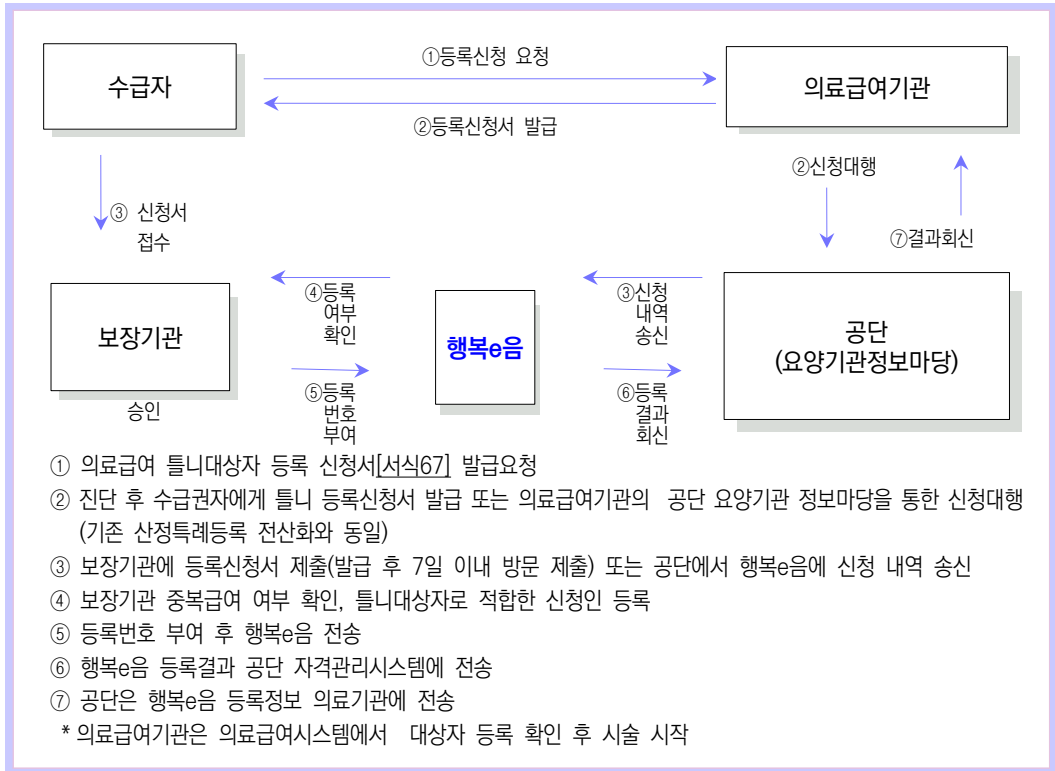 ①등록신청 요청
수급자
의료급여기관
②등록신청서 발급
②신청대행
③ 신청서
접수
⑦결과회신
④등록
여부
확인
③신청
내역
송신
보장기관
행복e음
공단
(요양기관정보마당)
⑤등록
번호
부여
⑥등록
결과
회신
승인
① 의료급여 틀니대상자 등록 신청서[서식67] 발급요청
② 진단 후 수급권자에게 틀니 등록신청서 발급 또는 의료급여기관의 공단 요양기관 정보마당을 통한 신청대행
(기존 산정특례등록 전산화와 동일)
③ 보장기관에 등록신청서 제출(발급 후 7일 이내 방문 제출) 또는 공단에서 행복e음에 신청 내역 송신
④ 보장기관 중복급여 여부 확인, 틀니대상자로 적합한 신청인 등록
⑤ 등록번호 부여 후 행복e음 전송
⑥ 행복e음 등록결과 공단 자격관리시스템에 전송
⑦ 공단은 행복e음 등록정보 의료기관에 전송
* 의료급여기관은 의료급여시스템에서 대상자 등록 확인 후 시술 시작